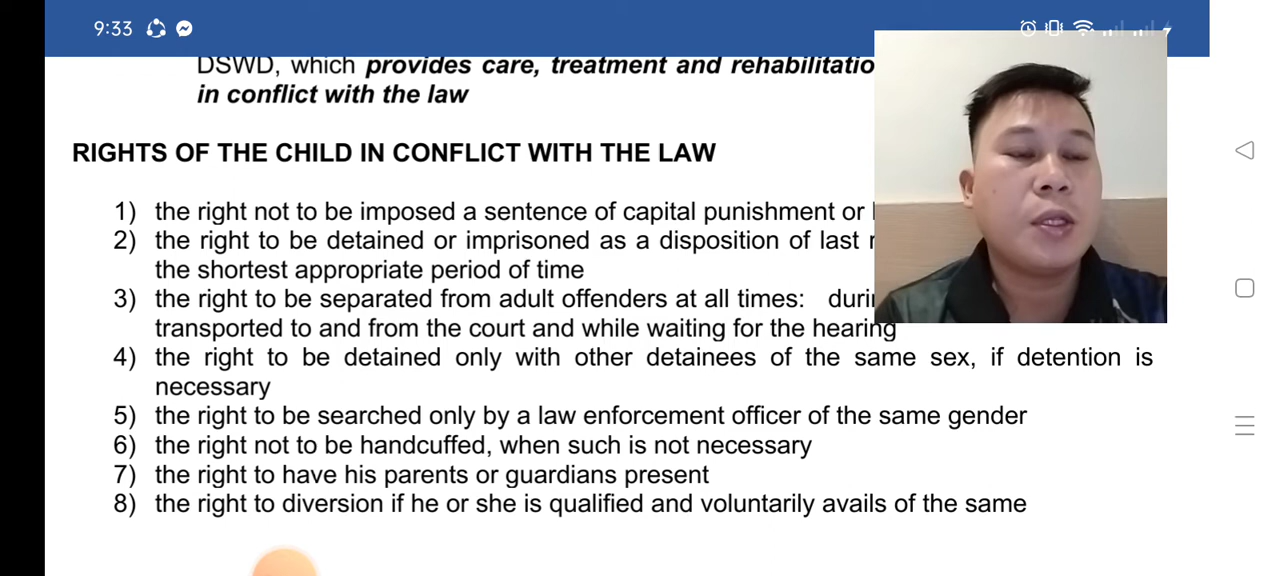 9:33
DSWD, which provides care, treatment and
in conflict with the law
RIGHTS OF THE CHILD IN CONFLICT WITH THE LAW
1) the right not to be imposed a sentence of capital punishment or
2) the right to be detained or imprisoned as a disposition of last
the shortest appropriate period of time
3) the right to be separated from adult offenders at all times:
transported to and from the court and while waiting for the hearing
4) the right to be detained only with other detainees of the same sex, if detention is
necessary
5) the right to be searched only by a law enforcement officer of the same gender
6) the right not to be handcuffed, when such is not necessary
7) the right to have his parents or guardians present
8) the right to diversion if he or she is qualified and voluntarily avails of the same